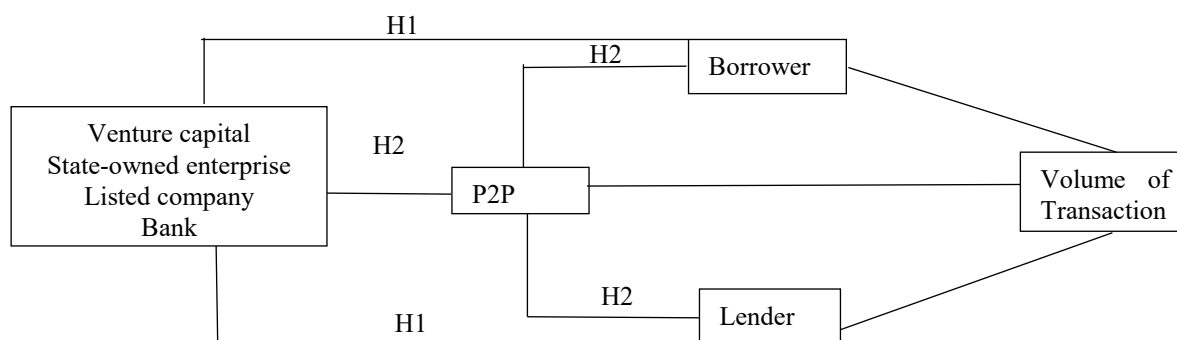 H1
H2
Borrower
Venture capital
State-owned enterprise
Listed company
Bank
H2
P2P
Volume of
Transaction
H2
Lender
H1